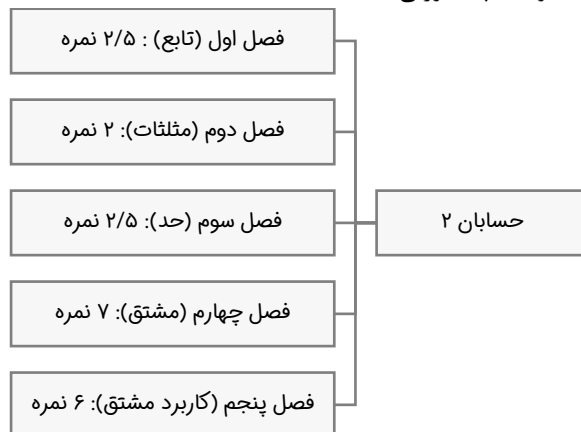 حسابان ۲
فصل اول (تابع) : ۲/۵ نمره
فصل دوم (مثلثات): ۲ نمره
فصل سوم (حد): ۲/۵ نمره
فصل چهارم (مشتق): ۷ نمره
فصل پنجم (کاربرد مشتق): ۶ نمره